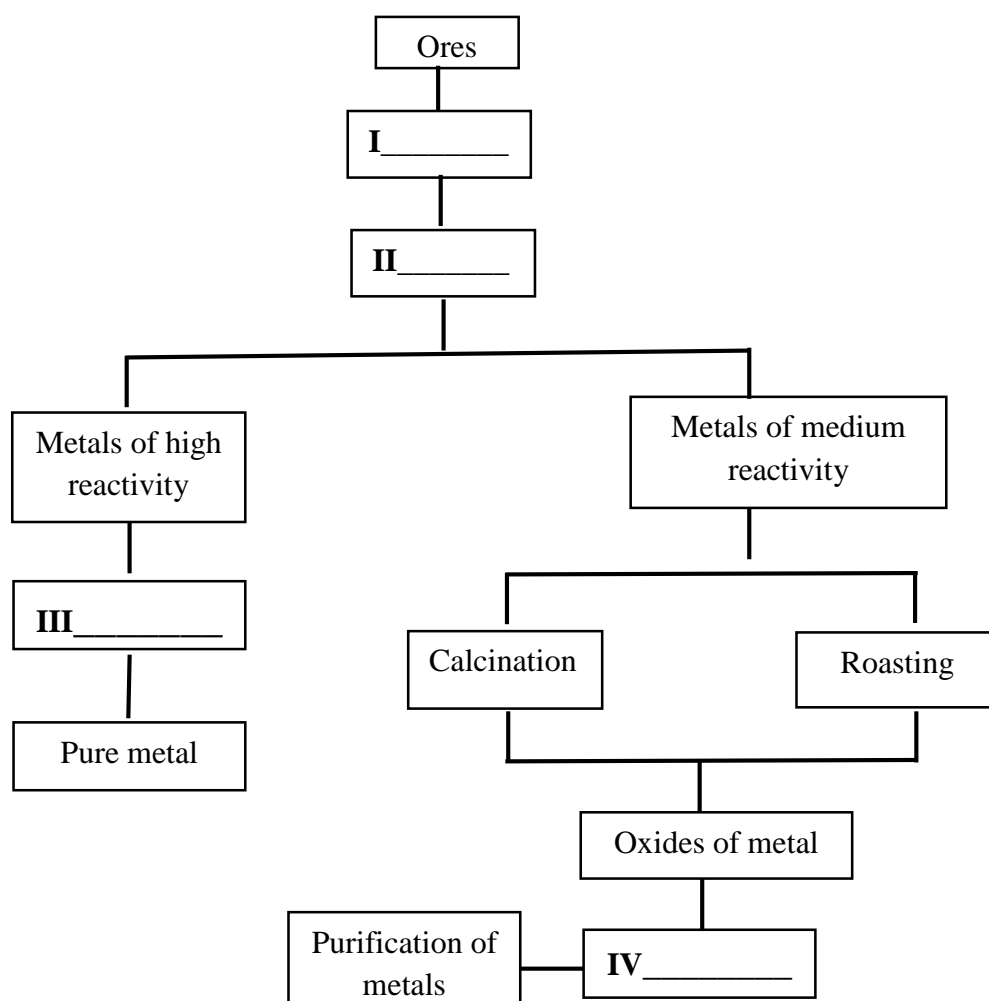 Ores
I________
II_______
Metals of high
reactivity
Metals of medium
reactivity
III________
Calcination
Roasting
Pure metal
Oxides of metal
Purification of
metals
IV_________